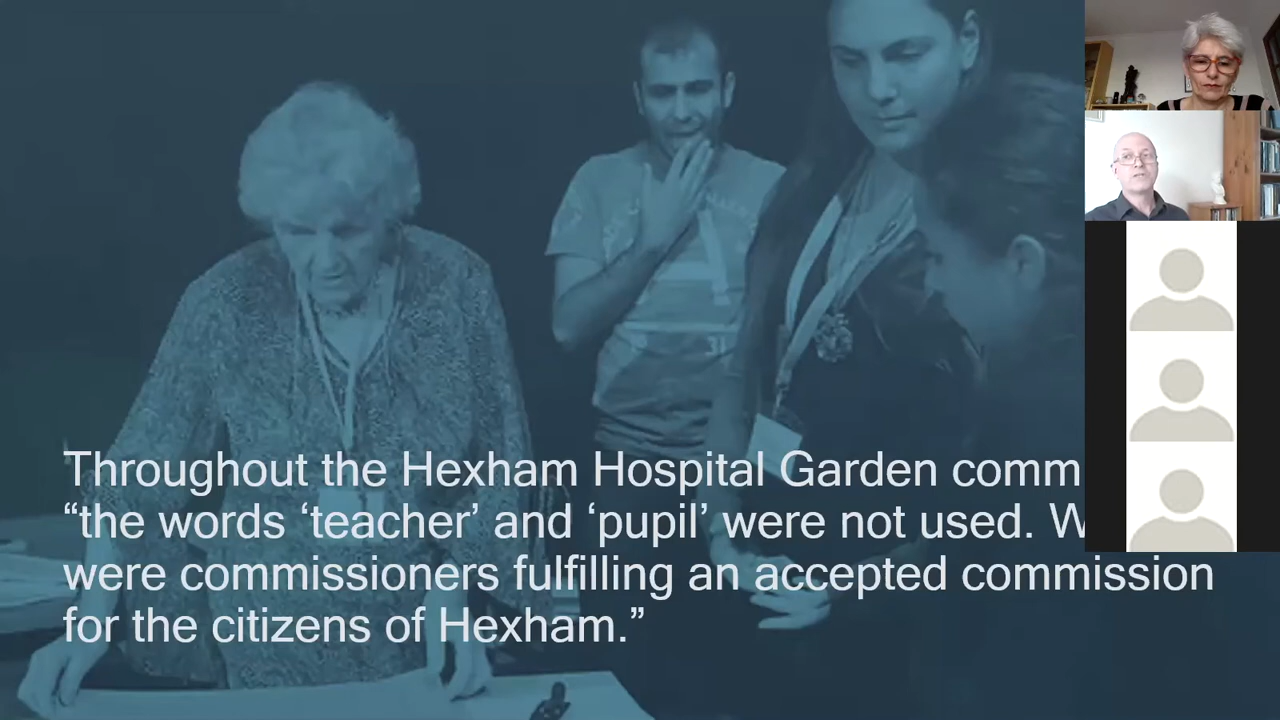 Throughout the Hexham Hospital Garden
“the words ‘teacher’ and ‘pupil’ were not used.
were commissioners fulfilling an accepted commission
for the citizens of Hexham.”